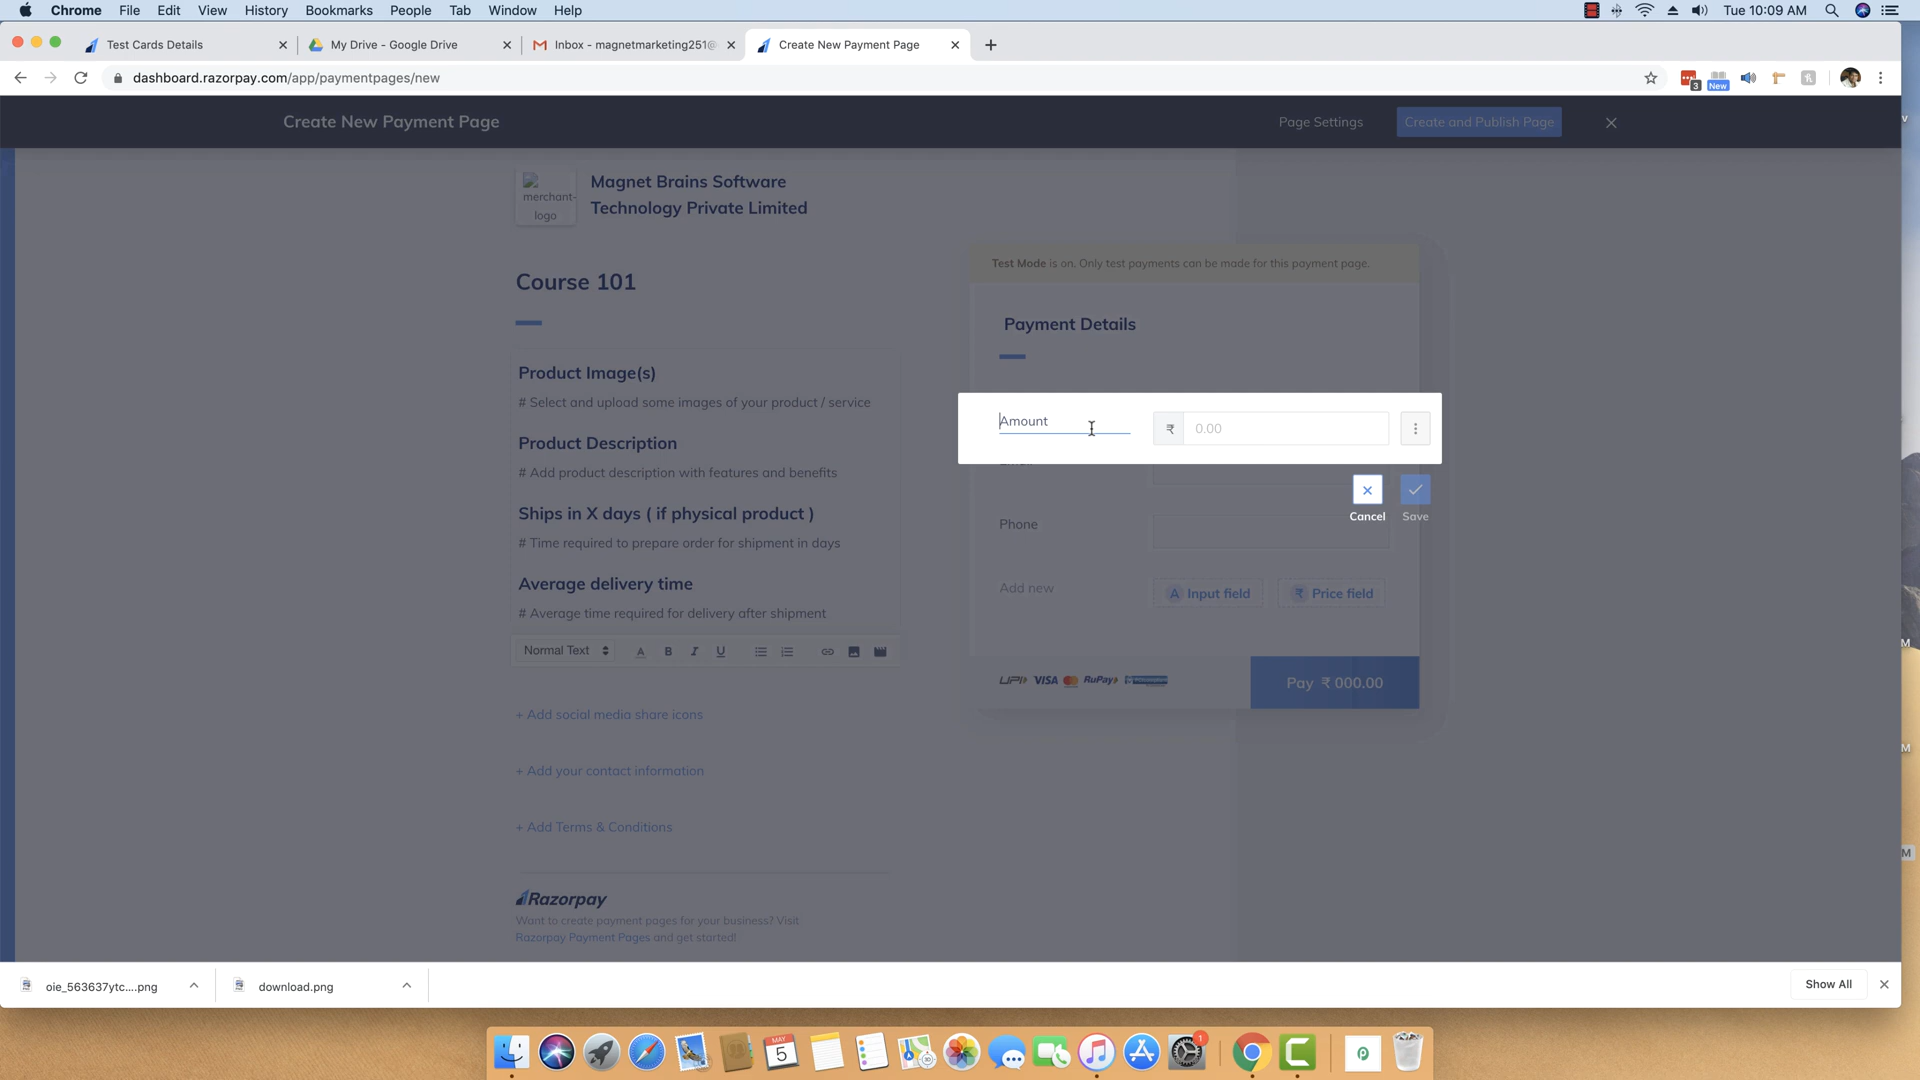 Chrome File Edit View History Bookmarks People Tab Window Help Tue 10:09 AM
Test Cards Details My Drive - Google Drive Inbox - magnetmarketing251@ Create New Payment Page
dashboard.razorpay.com/app/paymentpages/new 3 New
Create New Payment Page Page Settings Create and Publish Page
merchant-
logo
Magnet Brains Software
Technology Private Limited
Course 101
Product Image(s)
# Select and upload some images of your product / service
Product Description
# Add product description with features and benefits
Ships in X days ( if physical product )
# Time required to prepare order for shipment in days
Average delivery time
# Average time required for delivery after shipment
Normal Text A B I U
+ Add social media share icons
+ Add your contact information
+ Add Terms & Conditions
Razorpay
Want to create payment pages for your business? Visit
Razorpay Payment Pages and get started!
Test Mode is on. Only test payments can be made for this payment page.
Payment Details
Amount ₹ 0.00
Cancel Save
Phone
Add new A Input field ₹ Price field
UPI VISA RuPay Pay ₹ 000.00
oie_563637ytc....png download.png Show All
MAY
5
1